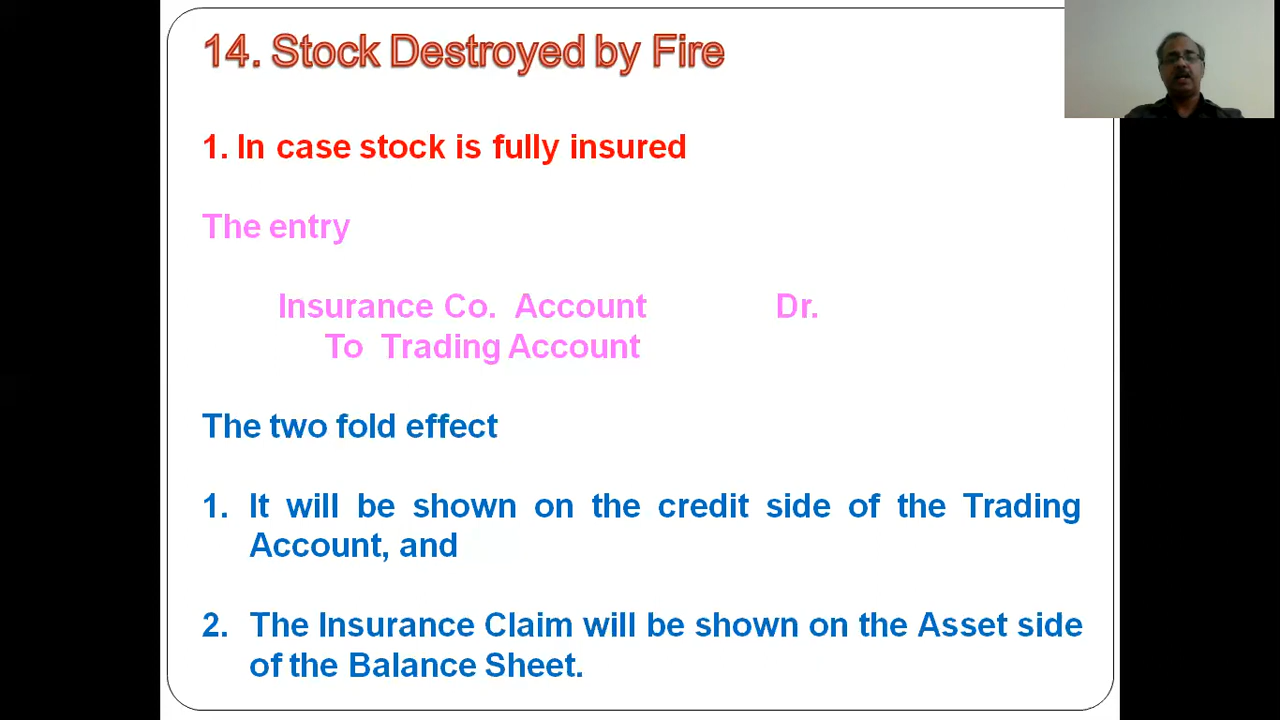 14. Stock Destroyed by Fire
1. In case stock is fully insured
The entry
Insurance Co. Account Dr.
To Trading Account
The two fold effect
1. It will be shown on the credit side of the Trading
Account, and
2. The Insurance Claim will be shown on the Asset side
of the Balance Sheet.